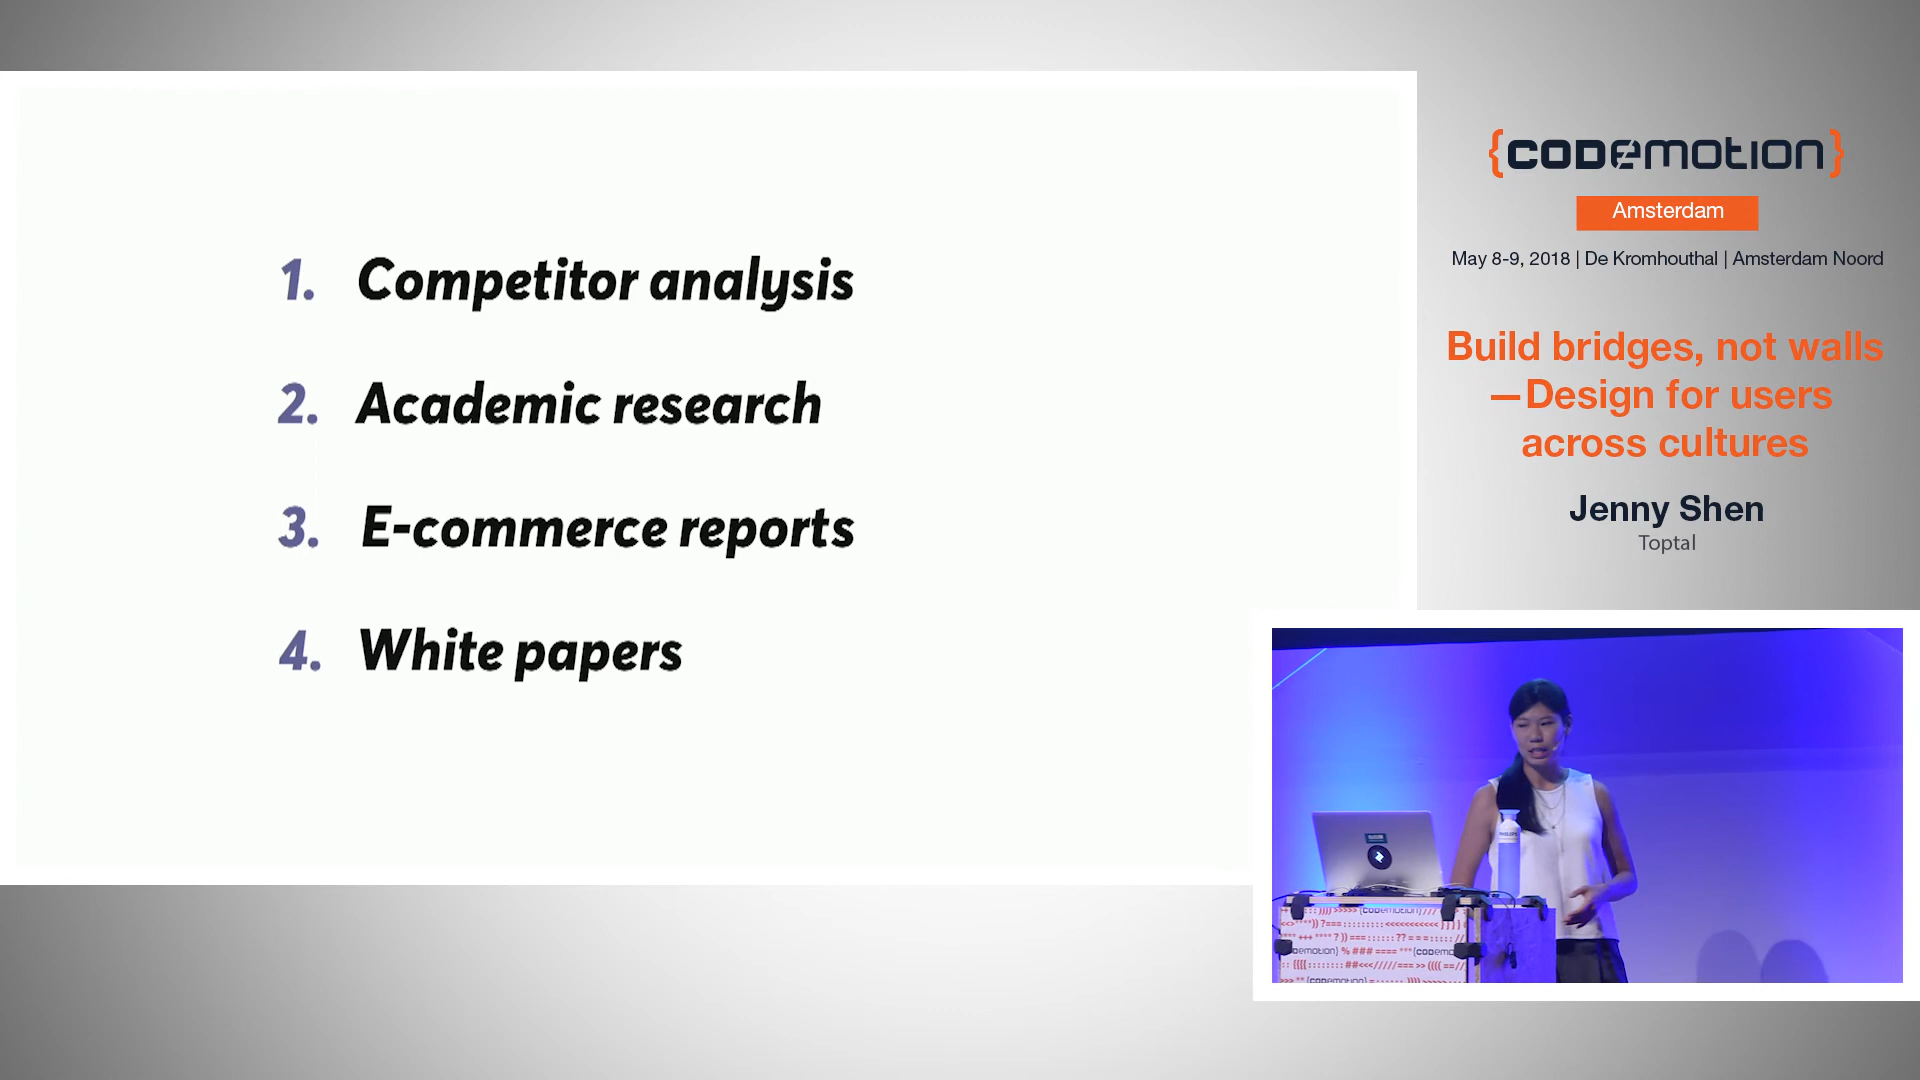 1. Competitor analysis
2. Academic research
3. E-commerce reports
4. White papers
{CODEMOTION}
Amsterdam
May 8-9, 2018 | De Kromhouthal | Amsterdam Noord
Build bridges, not walls
—Design for users
across cultures
Jenny Shen
Toptal